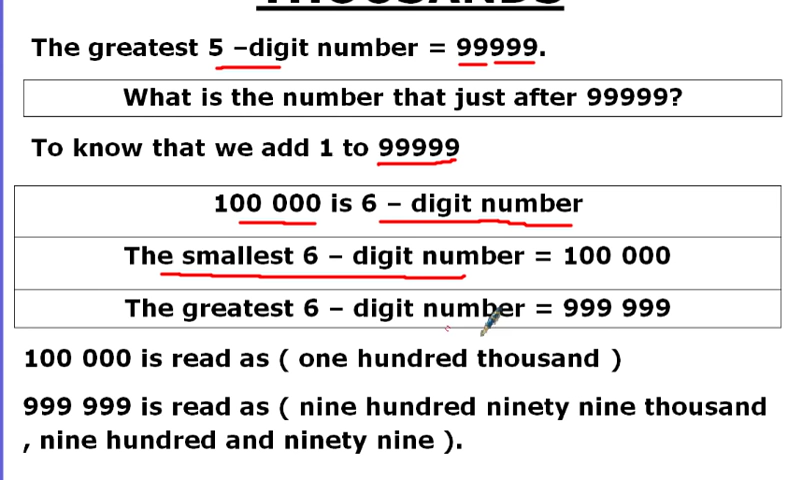 THOUSANDS
The greatest 5 –digit number = 99999.
What is the number that just after 99999?
To know that we add 1 to 99999
100 000 is 6 – digit number
The smallest 6 – digit number = 100 000
The greatest 6 – digit number = 999 999
100 000 is read as ( one hundred thousand )
999 999 is read as ( nine hundred ninety nine thousand
, nine hundred and ninety nine ).